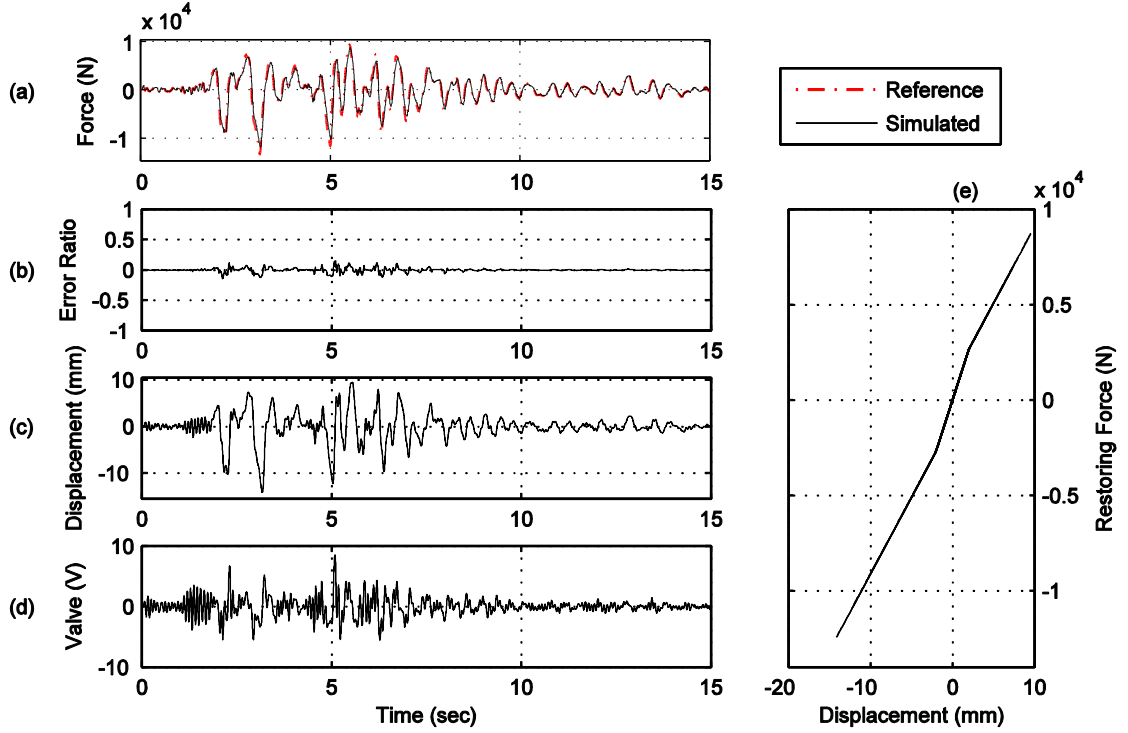 x 10^4
(a)
Force (N)
1
0
-1
0
5
10
15
Reference
Simulated
(b)
Error Ratio
1
0.5
0
-0.5
-1
0
5
10
15
(c)
Displacement (mm)
10
0
-10
0
5
10
15
(d)
Valve (V)
10
0
-10
0
5
10
15
Time (sec)
(e)
x 10^4
1
0.5
0
-0.5
-1
Restoring Force (N)
-20
-10
0
10
Displacement (mm)